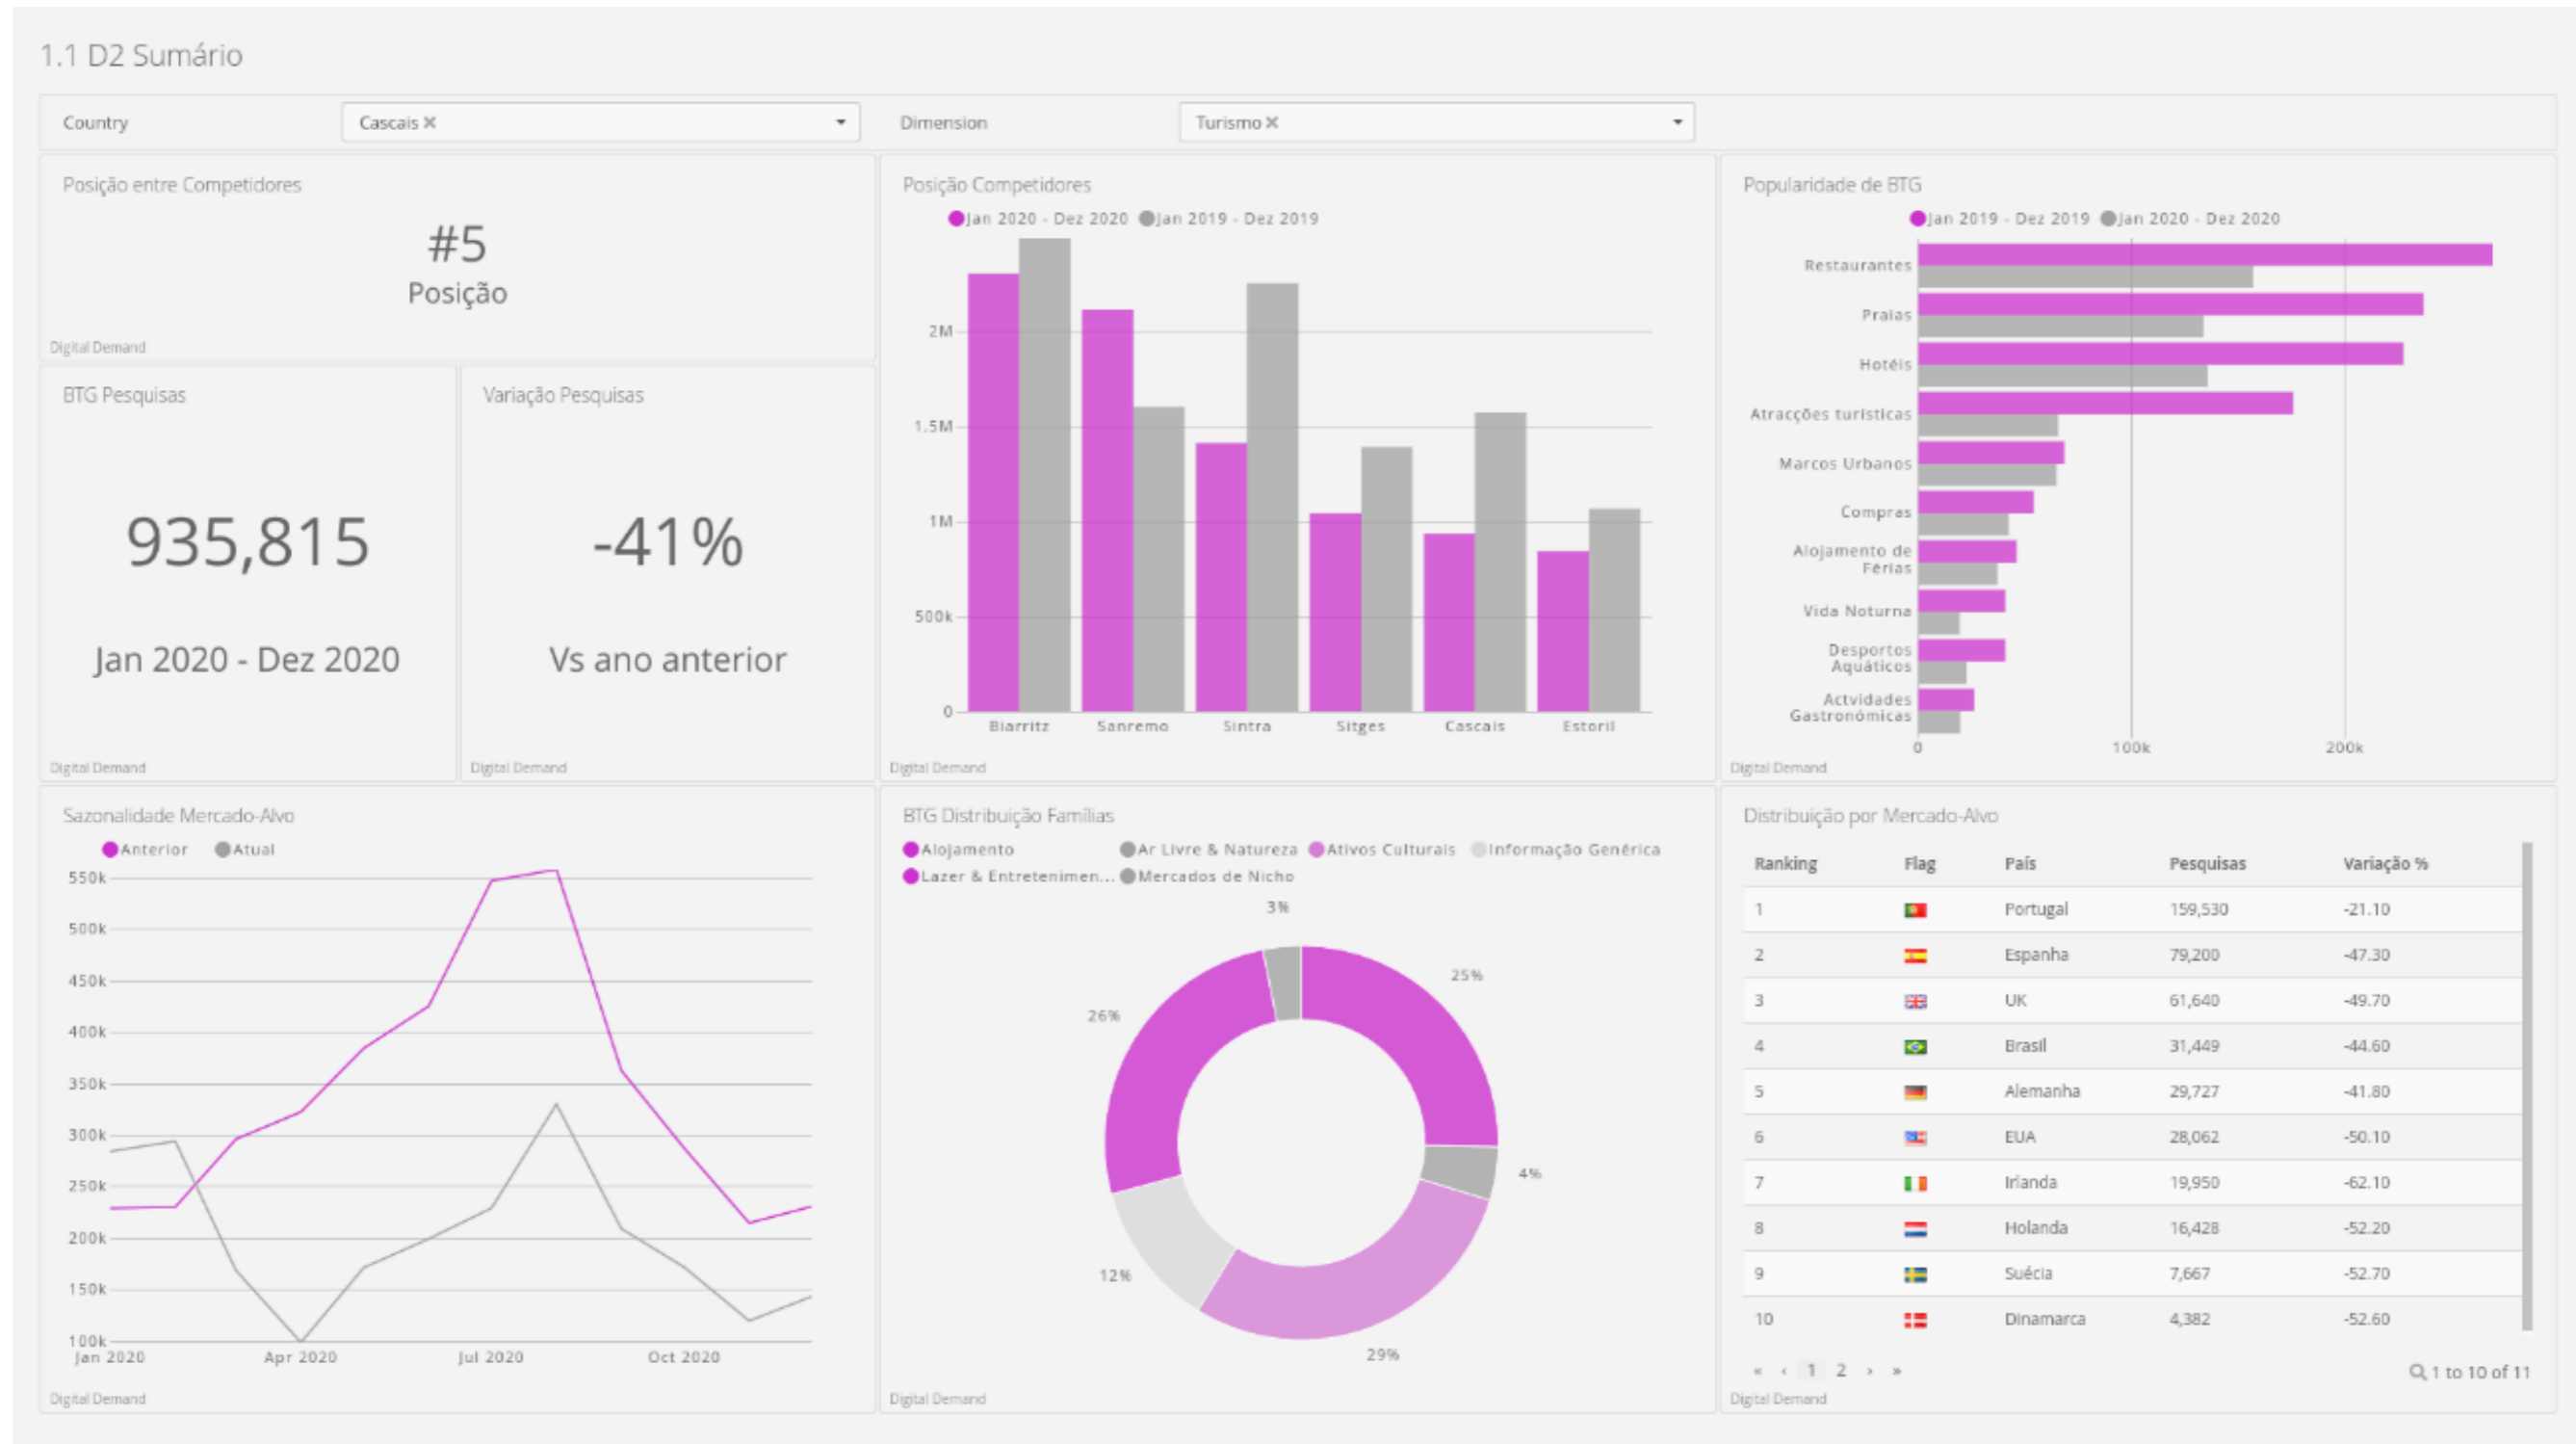 1.1 D2 Sumário
Country Cascais × Dimension Turismo ×
Posição entre Competidores
#5
Posição
Digital Demand
BTG Pesquisas
935,815
Jan 2020 - Dez 2020
Digital Demand
Variação Pesquisas
-41%
Vs ano anterior
Digital Demand
Posição Competidores
Jan 2020 - Dez 2020 Jan 2019 - Dez 2019
2M
1.5M
1M
500k
0
Biarritz Sanremo Sintra Sitges Cascais Estoril
Digital Demand
Popularidade de BTG
Jan 2019 - Dez 2019 Jan 2020 - Dez 2020
Restaurantes
Praias
Hotéis
Atracções turísticas
Marcos Urbanos
Compras
Alojamento de
Férias
Vida Noturna
Desportos
Aquáticos
Actvidades
Gastronómicas
0 100k 200k
Digital Demand
Sazonalidade Mercado-Alvo
Anterior Atual
550k
500k
450k
400k
350k
300k
250k
200k
150k
100k
Jan 2020 Apr 2020 Jul 2020 Oct 2020
Digital Demand
BTG Distribuição Famílias
Alojamento Ar Livre & Natureza Ativos Culturais Informação Genérica
Lazer & Entretenimen... Mercados de Nicho
3%
25%
26%
4%
12%
29%
Digital Demand
Distribuição por Mercado-Alvo
Ranking Flag País Pesquisas Variação %
1 Portugal 159,530 -21.10
2 Espanha 79,200 -47.30
3 UK 61,640 -49.70
4 Brasil 31,449 -44.60
5 Alemanha 29,727 -41.80
6 EUA 28,062 -50.10
7 Irlanda 19,950 -62.10
8 Holanda 16,428 -52.20
9 Suécia 7,667 -52.70
10 Dinamarca 4,382 -52.60
« ‹ 1 2 › » 1 to 10 of 11
Digital Demand